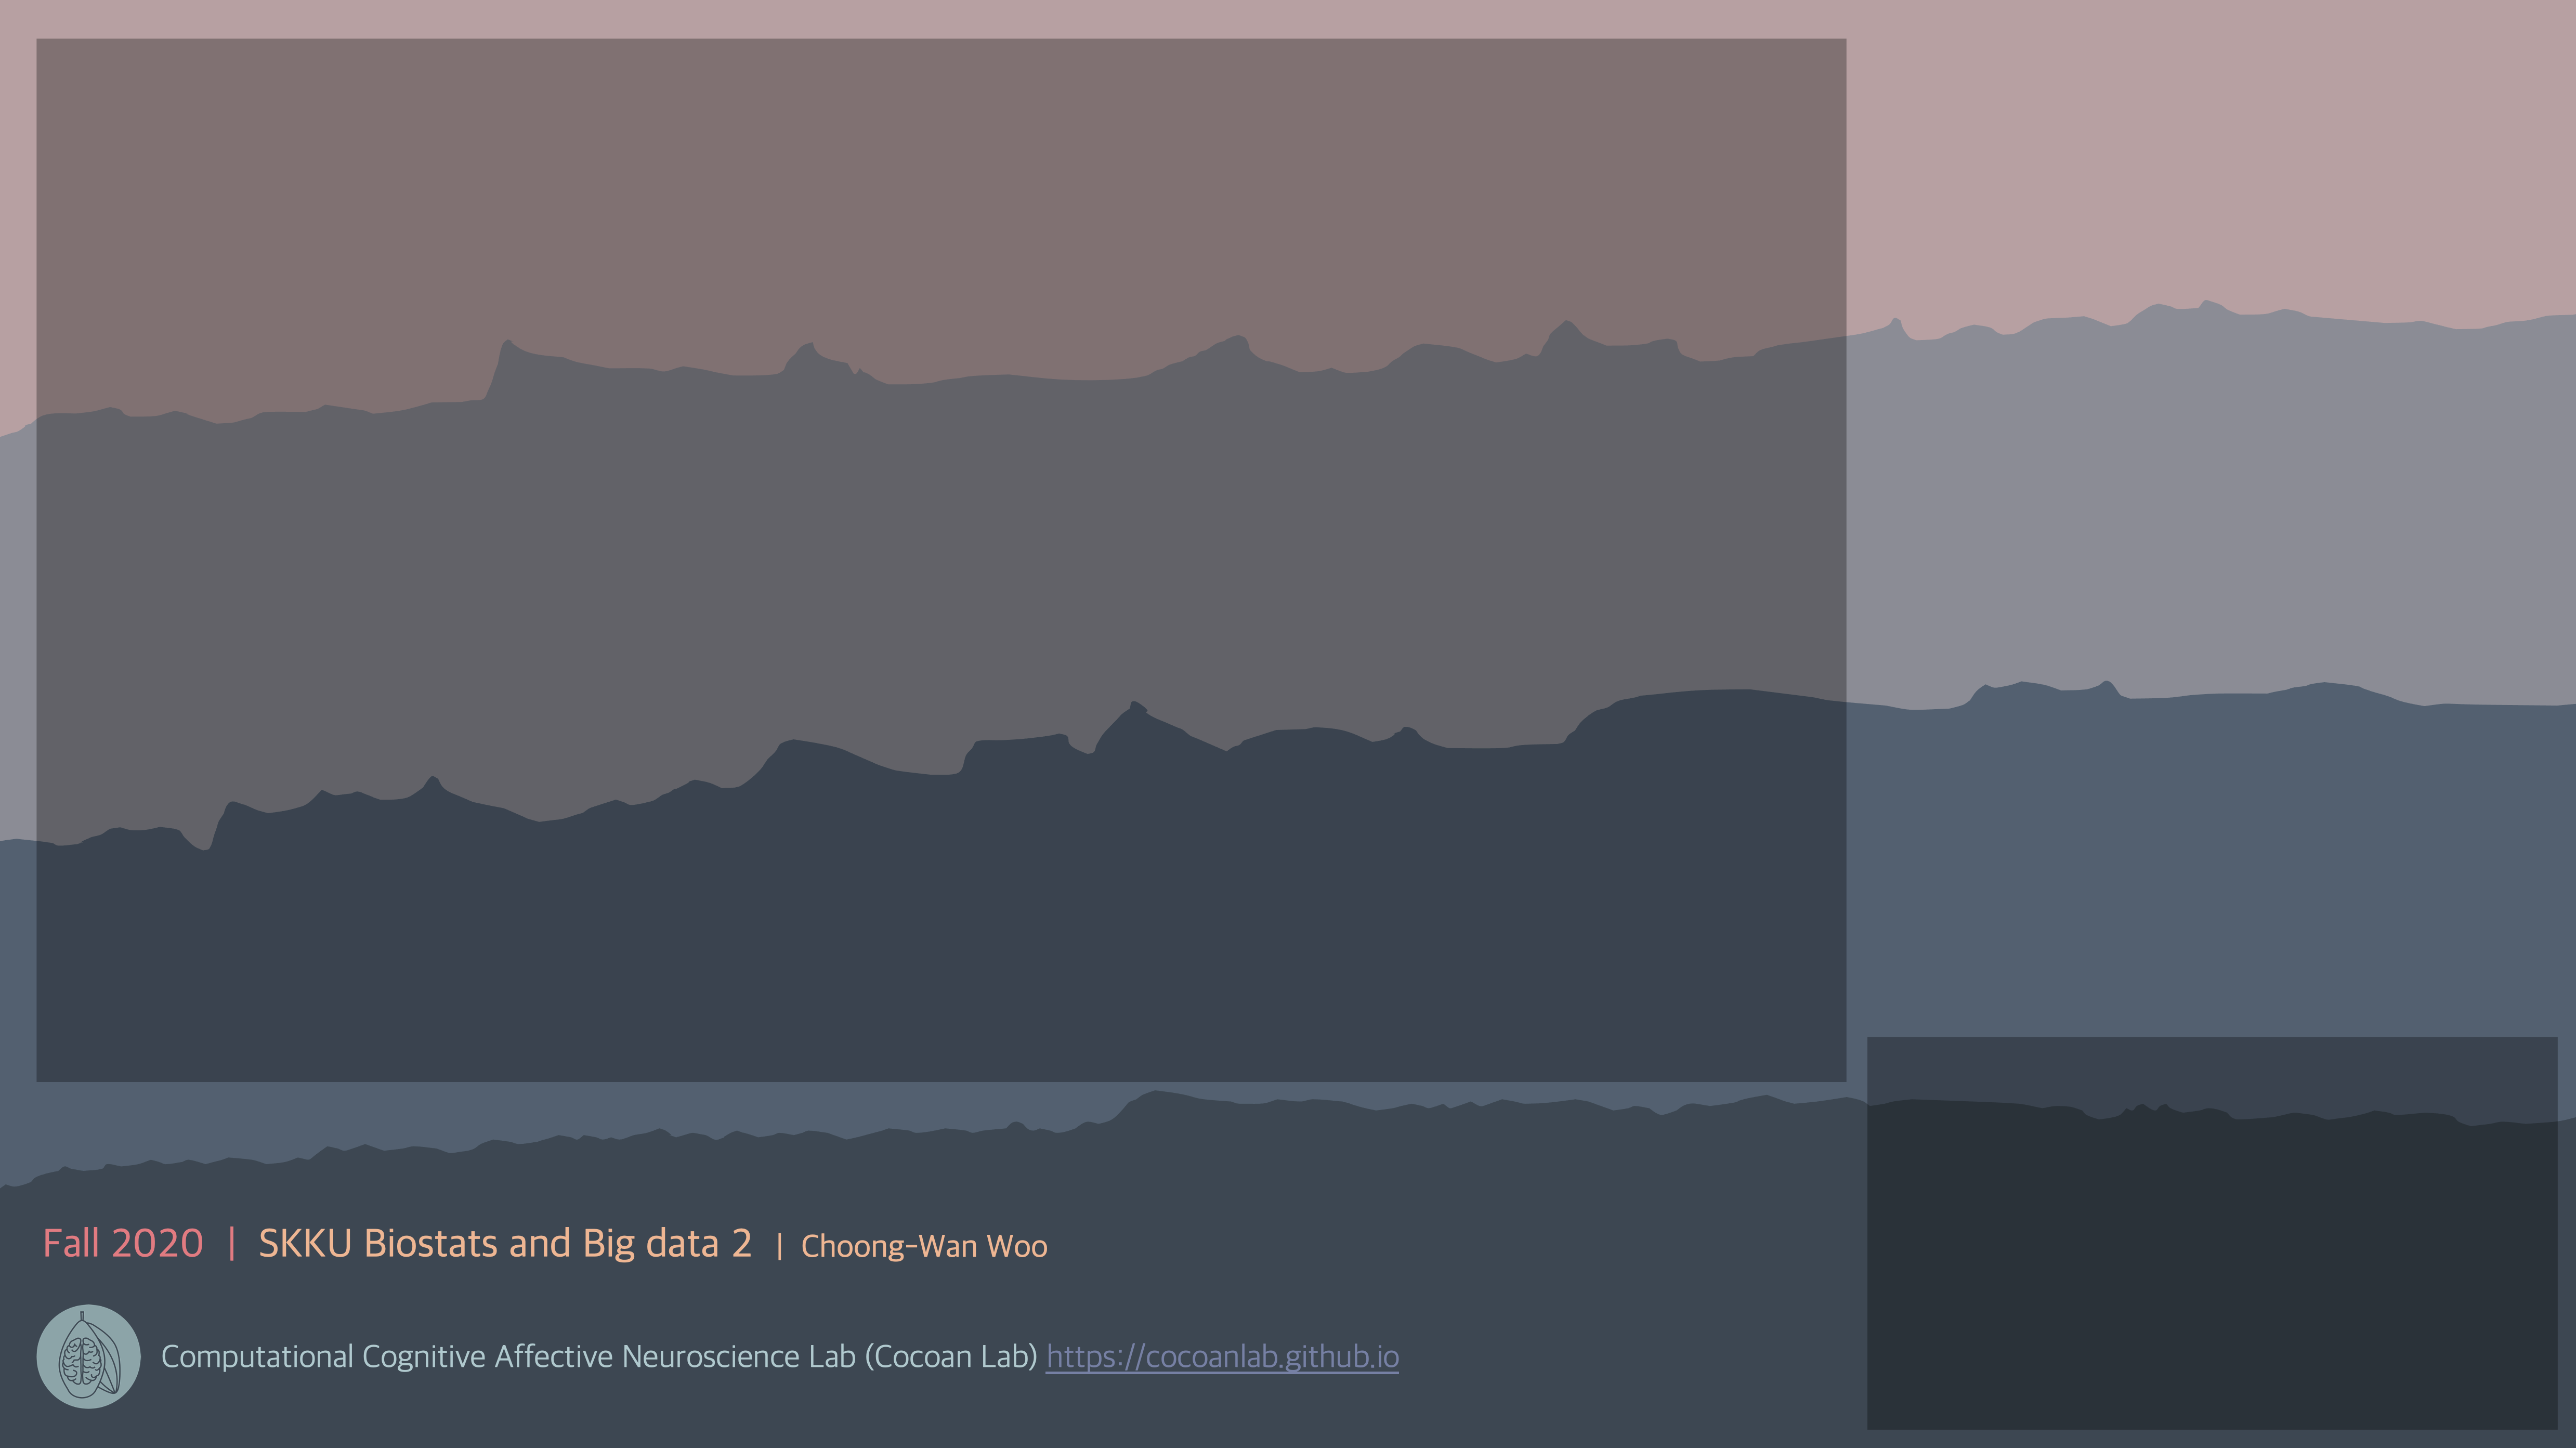 Fall 2020 | SKKU Biostats and Big data 2 | Choong-Wan Woo
Computational Cognitive Affective Neuroscience Lab (Cocoan Lab) https://cocoanlab.github.io